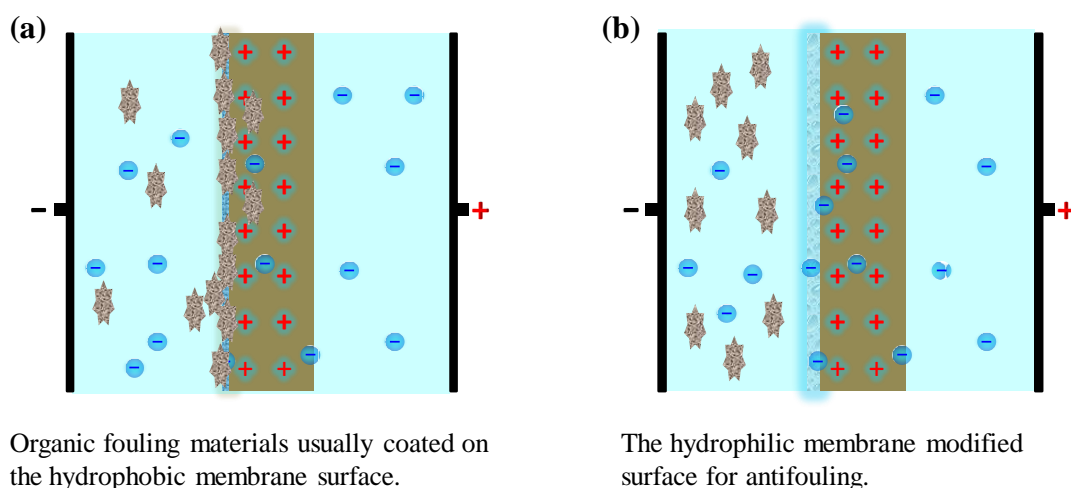 (a)
(b)
Organic fouling materials usually coated on
the hydrophobic membrane surface.
The hydrophilic membrane modified
surface for antifouling.